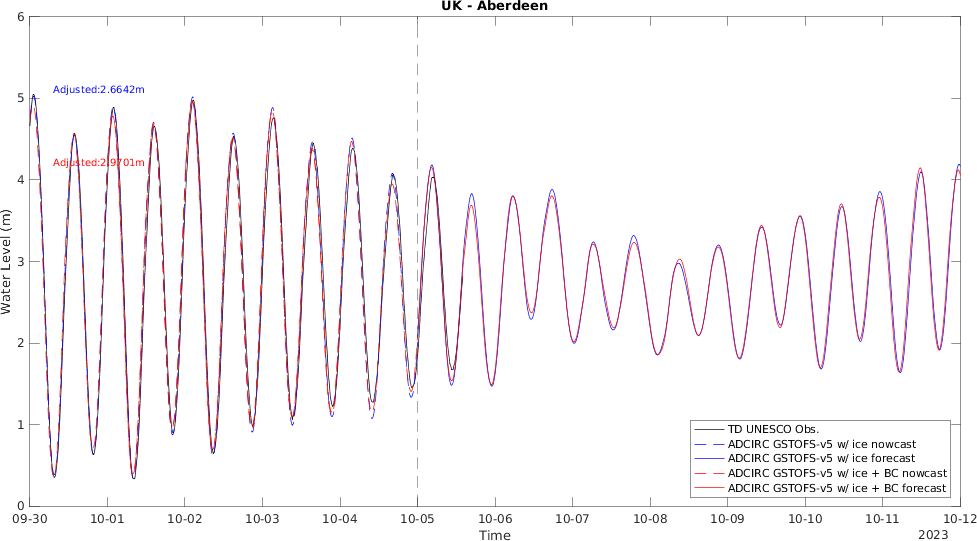 UK - Aberdeen
6
5
4
3
2
1
0
Water Level (m)
Adjusted:2.6642m
Adjusted:2.9701m
TD UNESCO Obs.
ADCIRC GSTOFS-v5 w/ ice nowcast
ADCIRC GSTOFS-v5 w/ ice forecast
ADCIRC GSTOFS-v5 w/ ice + BC nowcast
ADCIRC GSTOFS-v5 w/ ice + BC forecast
09-30 10-01 10-02 10-03 10-04 10-05 10-06 10-07 10-08 10-09 10-10 10-11 10-12
Time
2023